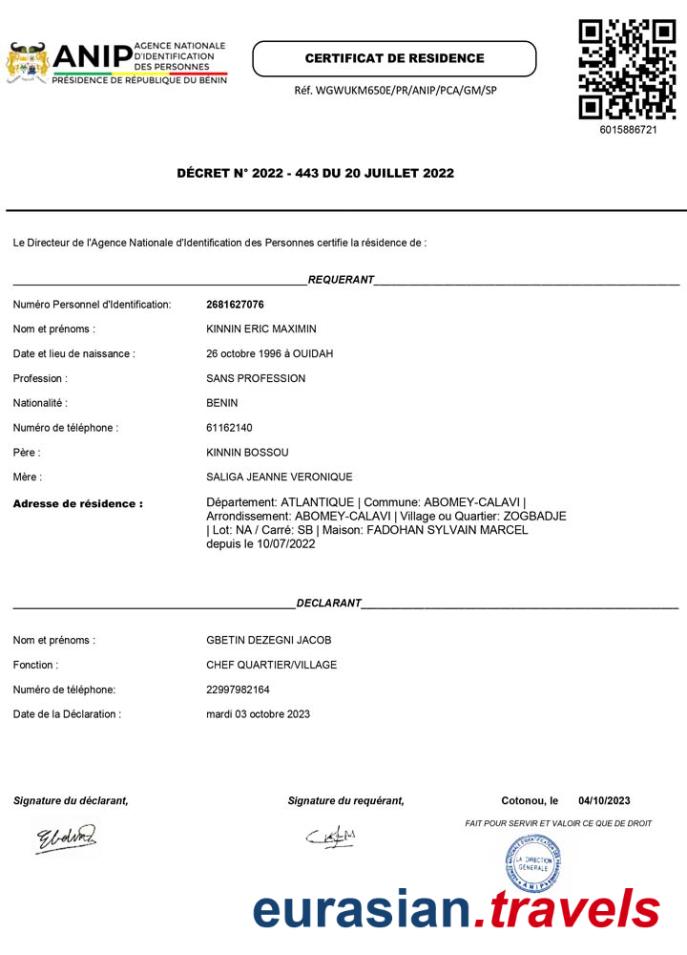 ANIP
AGENCE NATIONALE
D'IDENTIFICATION
DES PERSONNES
PRÉSIDENCE DE RÉPUBLIQUE DU BÉNIN
CERTIFICAT DE RESIDENCE
Réf. WGWUKM650E/PR/ANIP/PCA/GM/SP
6015886721
DÉCRET N° 2022 - 443 DU 20 JUILLET 2022
Le Directeur de l'Agence Nationale d'Identification des Personnes certifie la résidence de :
REQUERANT
Numéro Personnel d'Identification: 2681627076
Nom et prénoms : KINNIN ERIC MAXIMIN
Date et lieu de naissance : 26 octobre 1996 à OUIDAH
Profession : SANS PROFESSION
Nationalité : BENIN
Numéro de téléphone : 61162140
Père : KINNIN BOSSOU
Mère : SALIGA JEANNE VERONIQUE
Adresse de résidence : Département: ATLANTIQUE | Commune: ABOMEY-CALAVI |
Arrondissement: ABOMEY-CALAVI | Village ou Quartier: ZOGBADJE
| Lot: NA / Carré: SB | Maison: FADOHAN SYLVAIN MARCEL
depuis le 10/07/2022
DECLARANT
Nom et prénoms : GBETIN DEZEGNI JACOB
Fonction : CHEF QUARTIER/VILLAGE
Numéro de téléphone: 22997982164
Date de la Déclaration : mardi 03 octobre 2023
Signature du déclarant, Signature du requérant, Cotonou, le 04/10/2023
FAIT POUR SERVIR ET VALOIR CE QUE DE DROIT
LA DIRECTION
GENERALE
ANIP
eurasian.travels